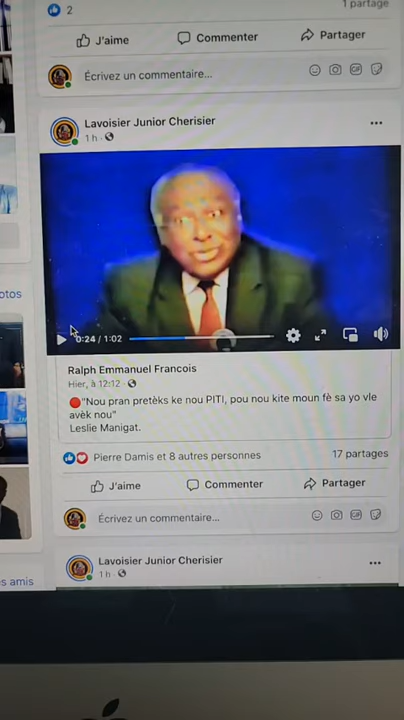 2
1 partage
J'aime
Commenter
Partager
Écrivez un commentaire...
GIF
Lavoisier Junior Cherisier
1 h
otos
0:24 / 1:02
Ralph Emmanuel Francois
Hier, à 12:12
"Nou pran pretèks ke nou PITI, pou nou kite moun fè sa yo vle
avèk nou"
Leslie Manigat.
Pierre Damis et 8 autres personnes
17 partages
J'aime
Commenter
Partager
Écrivez un commentaire...
GIF
Lavoisier Junior Cherisier
1 h
s amis